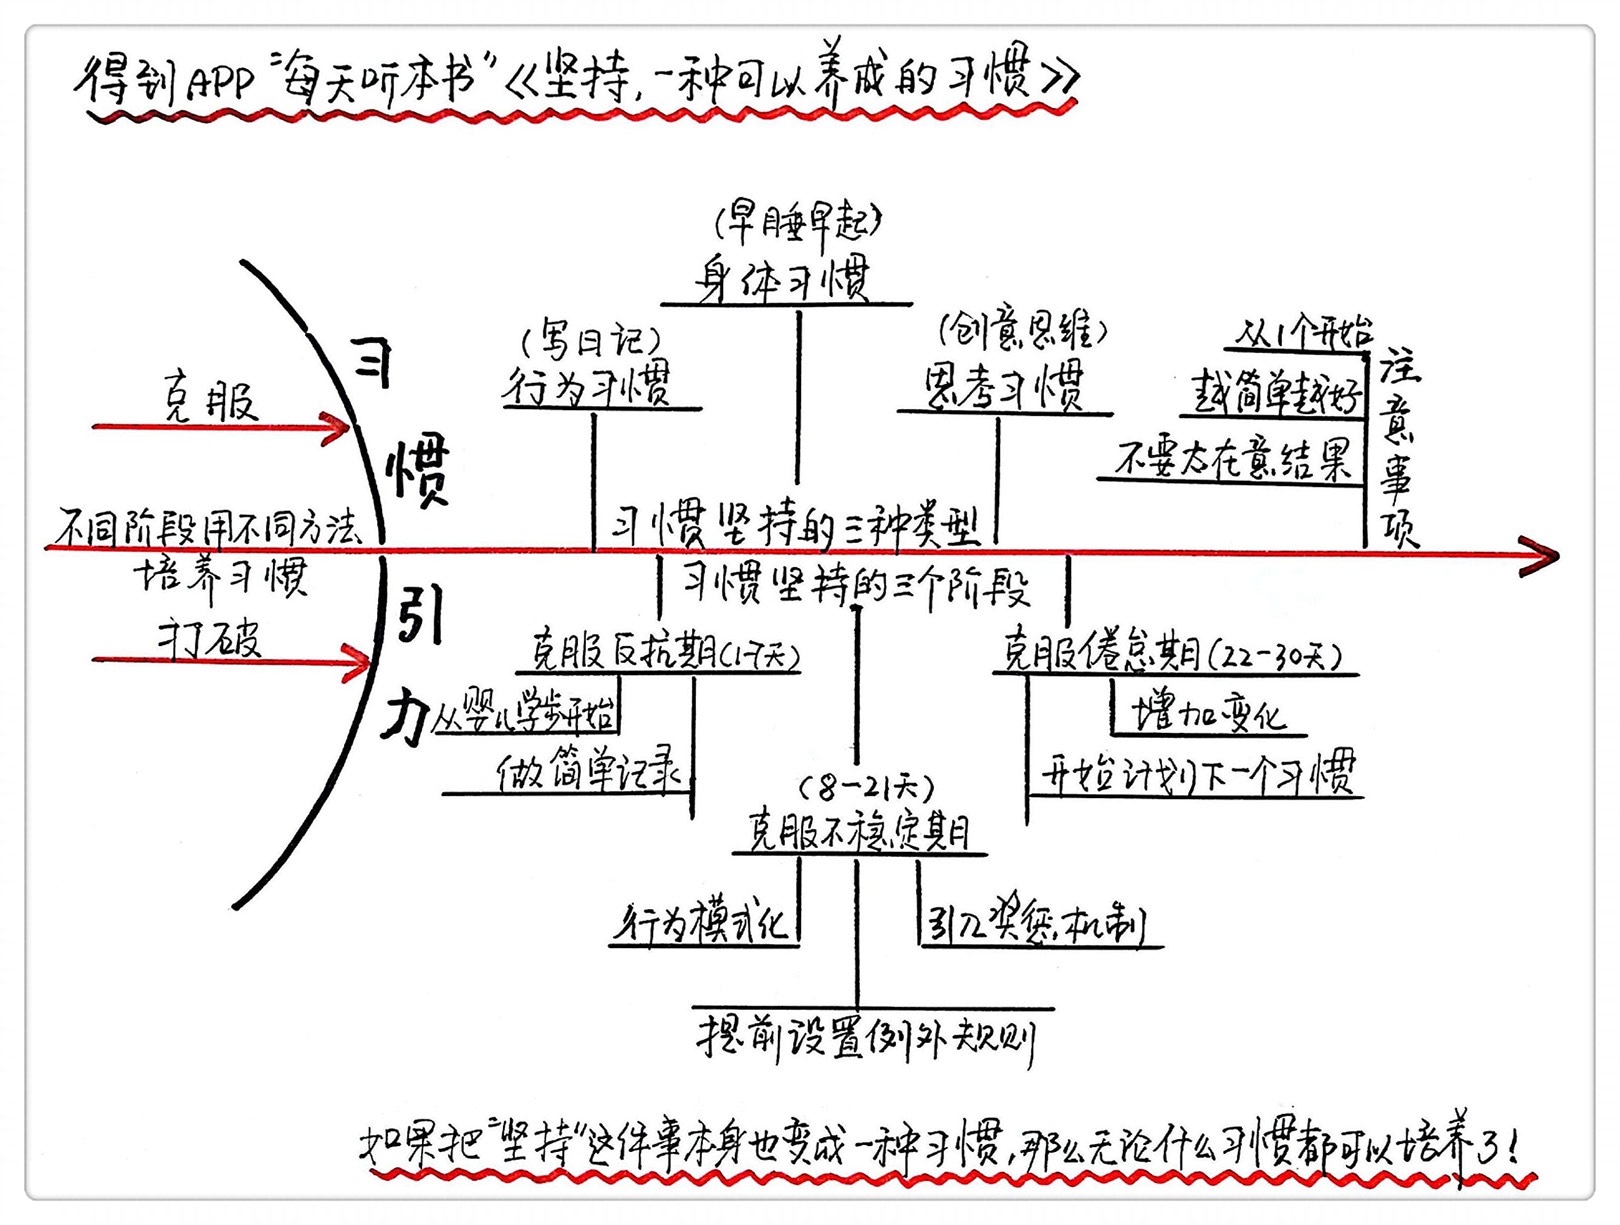 得到APP“每天听本书”《坚持,一种可以养成的习惯》
(早睡早起)
身体习惯
(写日记)
行为习惯
(创意思维)
思考习惯
从1个开始
越简单越好
不要太在意结果
注意事项
克服
习惯引力
不同阶段用不同方法
培养习惯
打破
习惯坚持的三种类型
习惯坚持的三个阶段
克服反抗期(1-7天)
从婴儿学步开始
做简单记录
克服倦怠期(22-30天)
增加变化
开始计划下一个习惯
(8-21天)
克服不稳定期
行为模式化
引入奖惩机制
提前设置例外规则
如果把“坚持”这件事本身也变成一种习惯,那么无论什么习惯都可以培养了!